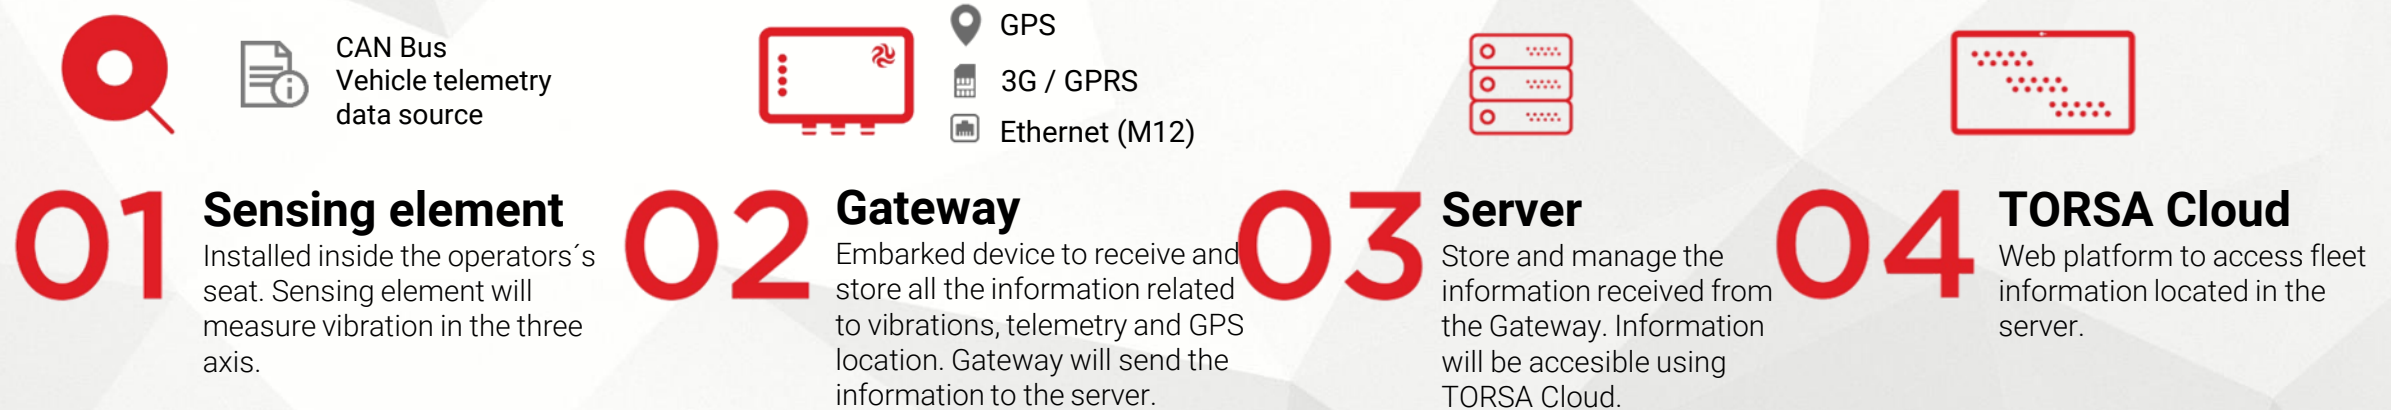 CAN Bus
Vehicle telemetry
data source
GPS
3G / GPRS
Ethernet (M12)
01
Sensing element
Installed inside the operators´s
seat. Sensing element will
measure vibration in the three
axis.
02
Gateway
Embarked device to receive and
store all the information related
to vibrations, telemetry and GPS
location. Gateway will send the
information to the server.
03
Server
Store and manage the
information received from
the Gateway. Information
will be accesible using
TORSA Cloud.
04
TORSA Cloud
Web platform to access fleet
information located in the
server.